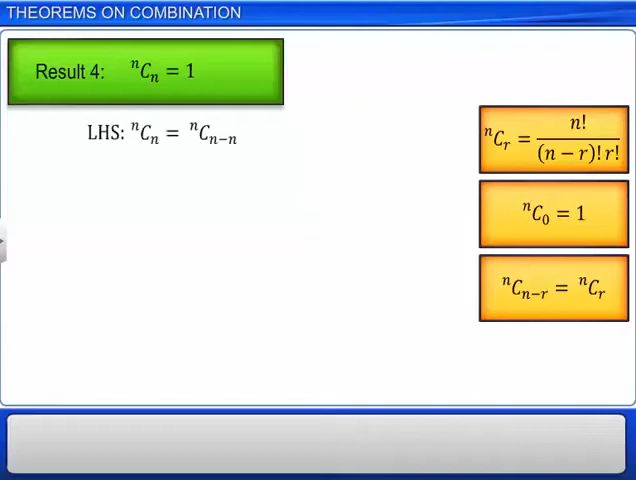 THEOREMS ON COMBINATION
Result 4: ⁿCₙ = 1
LHS: ⁿCₙ = ⁿCₙ₋ₙ
ⁿCᵣ = n! / (n − r)! r!
ⁿC₀ = 1
ⁿCₙ₋ᵣ = ⁿCᵣ